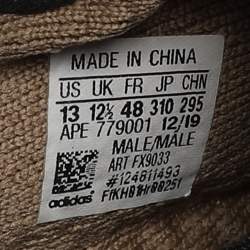 MADE IN CHINA
US UK FR JP CHN
13 12½ 48 310 295
APE 779001 12/19
MALE/MALE
ART FX9033
#124811493
adidas